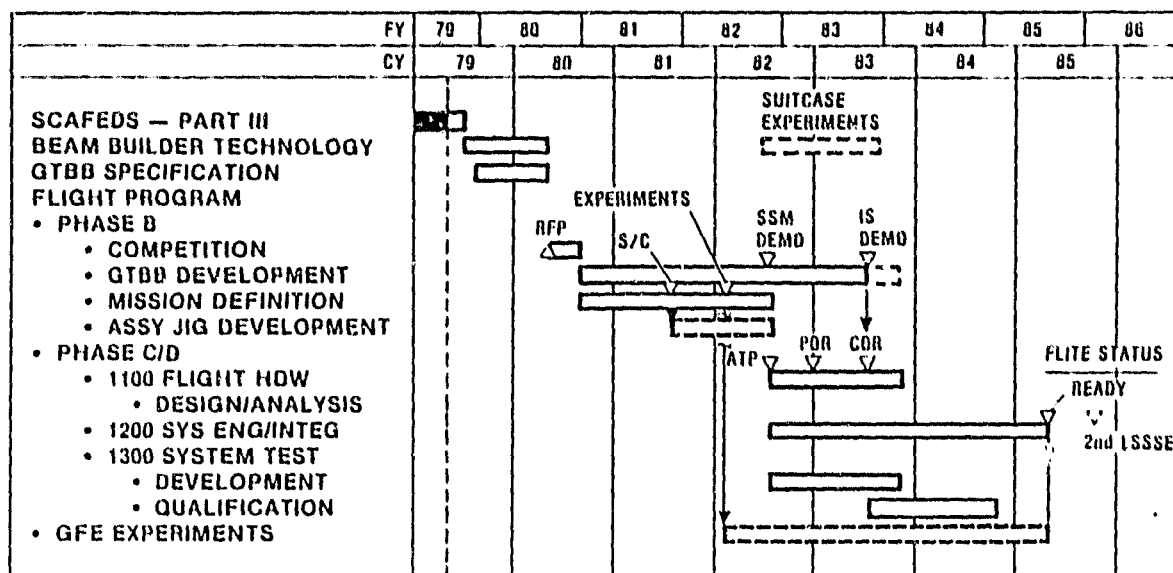 FY 79 80 81 82 83 84 85 86
CY 79 80 81 82 83 84 85
SUITCASE
EXPERIMENTS
SCAFEDS — PART III
BEAM BUILDER TECHNOLOGY
GTBB SPECIFICATION
FLIGHT PROGRAM
• PHASE B
EXPERIMENTS
• COMPETITION
RFP
S/C
SSM
DEMO
IS
DEMO
• GTBB DEVELOPMENT
• MISSION DEFINITION
• ASSY JIG DEVELOPMENT
• PHASE C/D
ATP PDR CDR
FLITE STATUS
• 1100 FLIGHT HDW
READY
• DESIGN/ANALYSIS
• 1200 SYS ENG/INTEG
2nd LSSSE
• 1300 SYSTEM TEST
• DEVELOPMENT
• QUALIFICATION
• GFE EXPERIMENTS